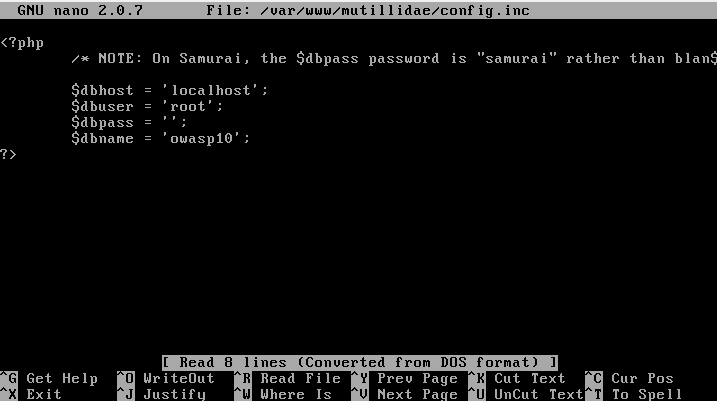 GNU nano 2.0.7 File: /var/www/mutillidae/config.inc
<?php
/* NOTE: On Samurai, the $dbpass password is "samurai" rather than blan$
$dbhost = 'localhost';
$dbuser = 'root';
$dbpass = '';
$dbname = 'owasp10';
?>
[ Read 8 lines (Converted from DOS format) ]
^G Get Help ^O WriteOut ^R Read File ^Y Prev Page ^K Cut Text ^C Cur Pos
^X Exit ^J Justify ^W Where Is ^V Next Page ^U UnCut Text ^T To Spell